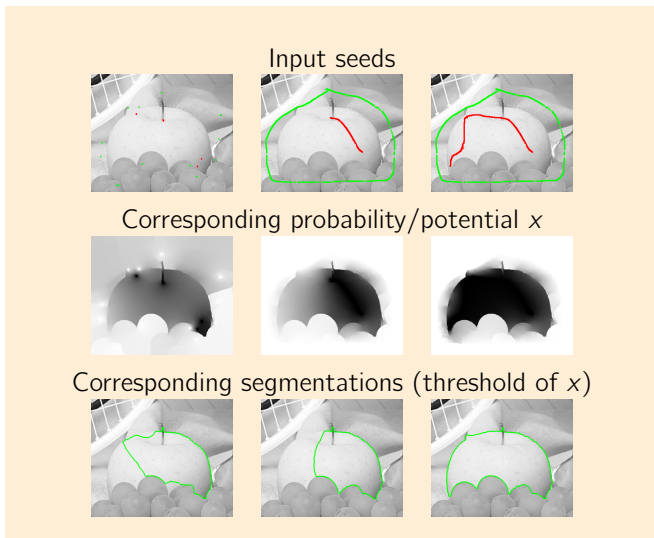 Input seeds
Corresponding probability/potential x
Corresponding segmentations (threshold of x)